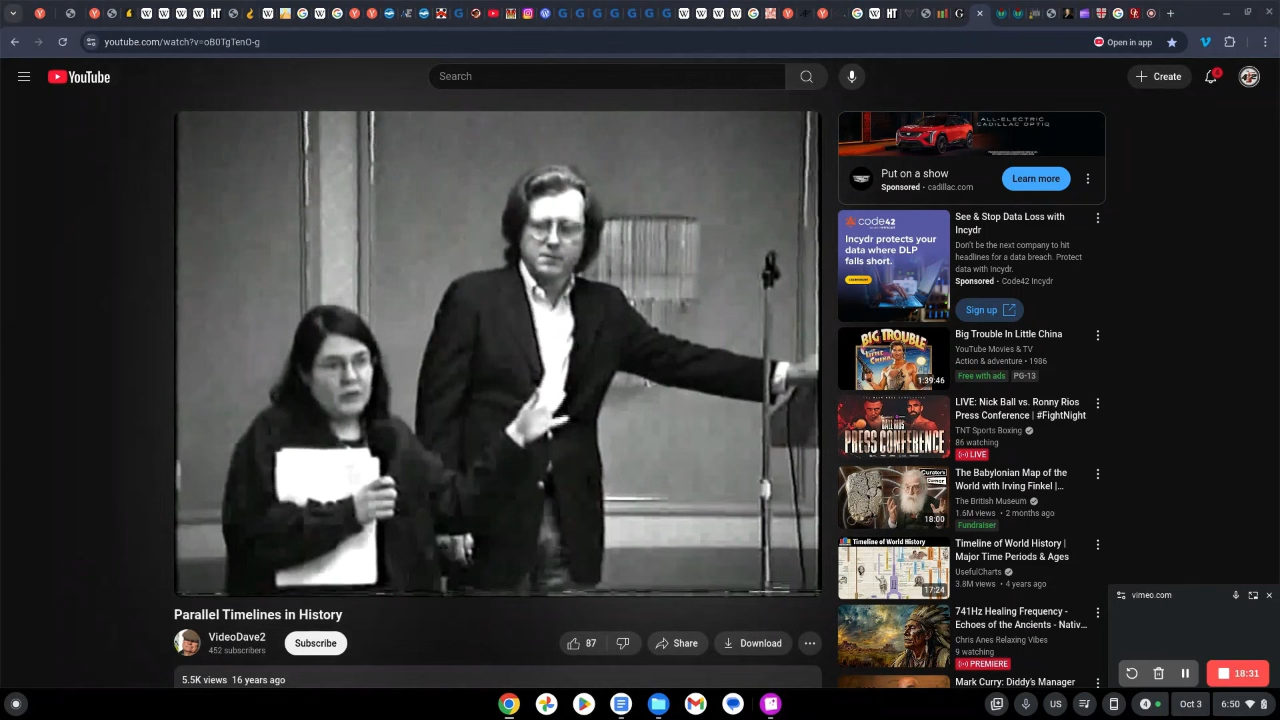 youtube.com/watch?v=oB0TgTenO-g
Open in app
YouTube
Search
Create
4
ALL-ELECTRIC
CADILLAC OPTIQ
Put on a show
Sponsored · cadillac.com
Learn more
code42
Incydr protects your
data where DLP
falls short.
See & Stop Data Loss with
Incydr
Don't be the next company to hit
headlines for a data breach. Protect
data with Incydr.
Sponsored · Code42 Incydr
Sign up
BIG TROUBLE
1:39:46
Big Trouble In Little China
YouTube Movies & TV
Action & adventure • 1986
Free with ads PG-13
PRESS CONFERENCE
LIVE: Nick Ball vs. Ronny Rios
Press Conference | #FightNight
TNT Sports Boxing
86 watching
LIVE
Curator's
Corner
18:00
The Babylonian Map of the
World with Irving Finkel |…
The British Museum
1.6M views • 2 months ago
Fundraiser
Timeline of World History
17:24
Timeline of World History |
Major Time Periods & Ages
UsefulCharts
3.8M views • 4 years ago
741Hz Healing Frequency -
Echoes of the Ancients - Nativ…
Chris Anes Relaxing Vibes
9 watching
PREMIERE
Mark Curry: Diddy's Manager
Parallel Timelines in History
VideoDave2
452 subscribers
Subscribe
87
Share
Download
5.5K views 16 years ago
vimeo.com
18:31
US
4
Oct 3
6:50